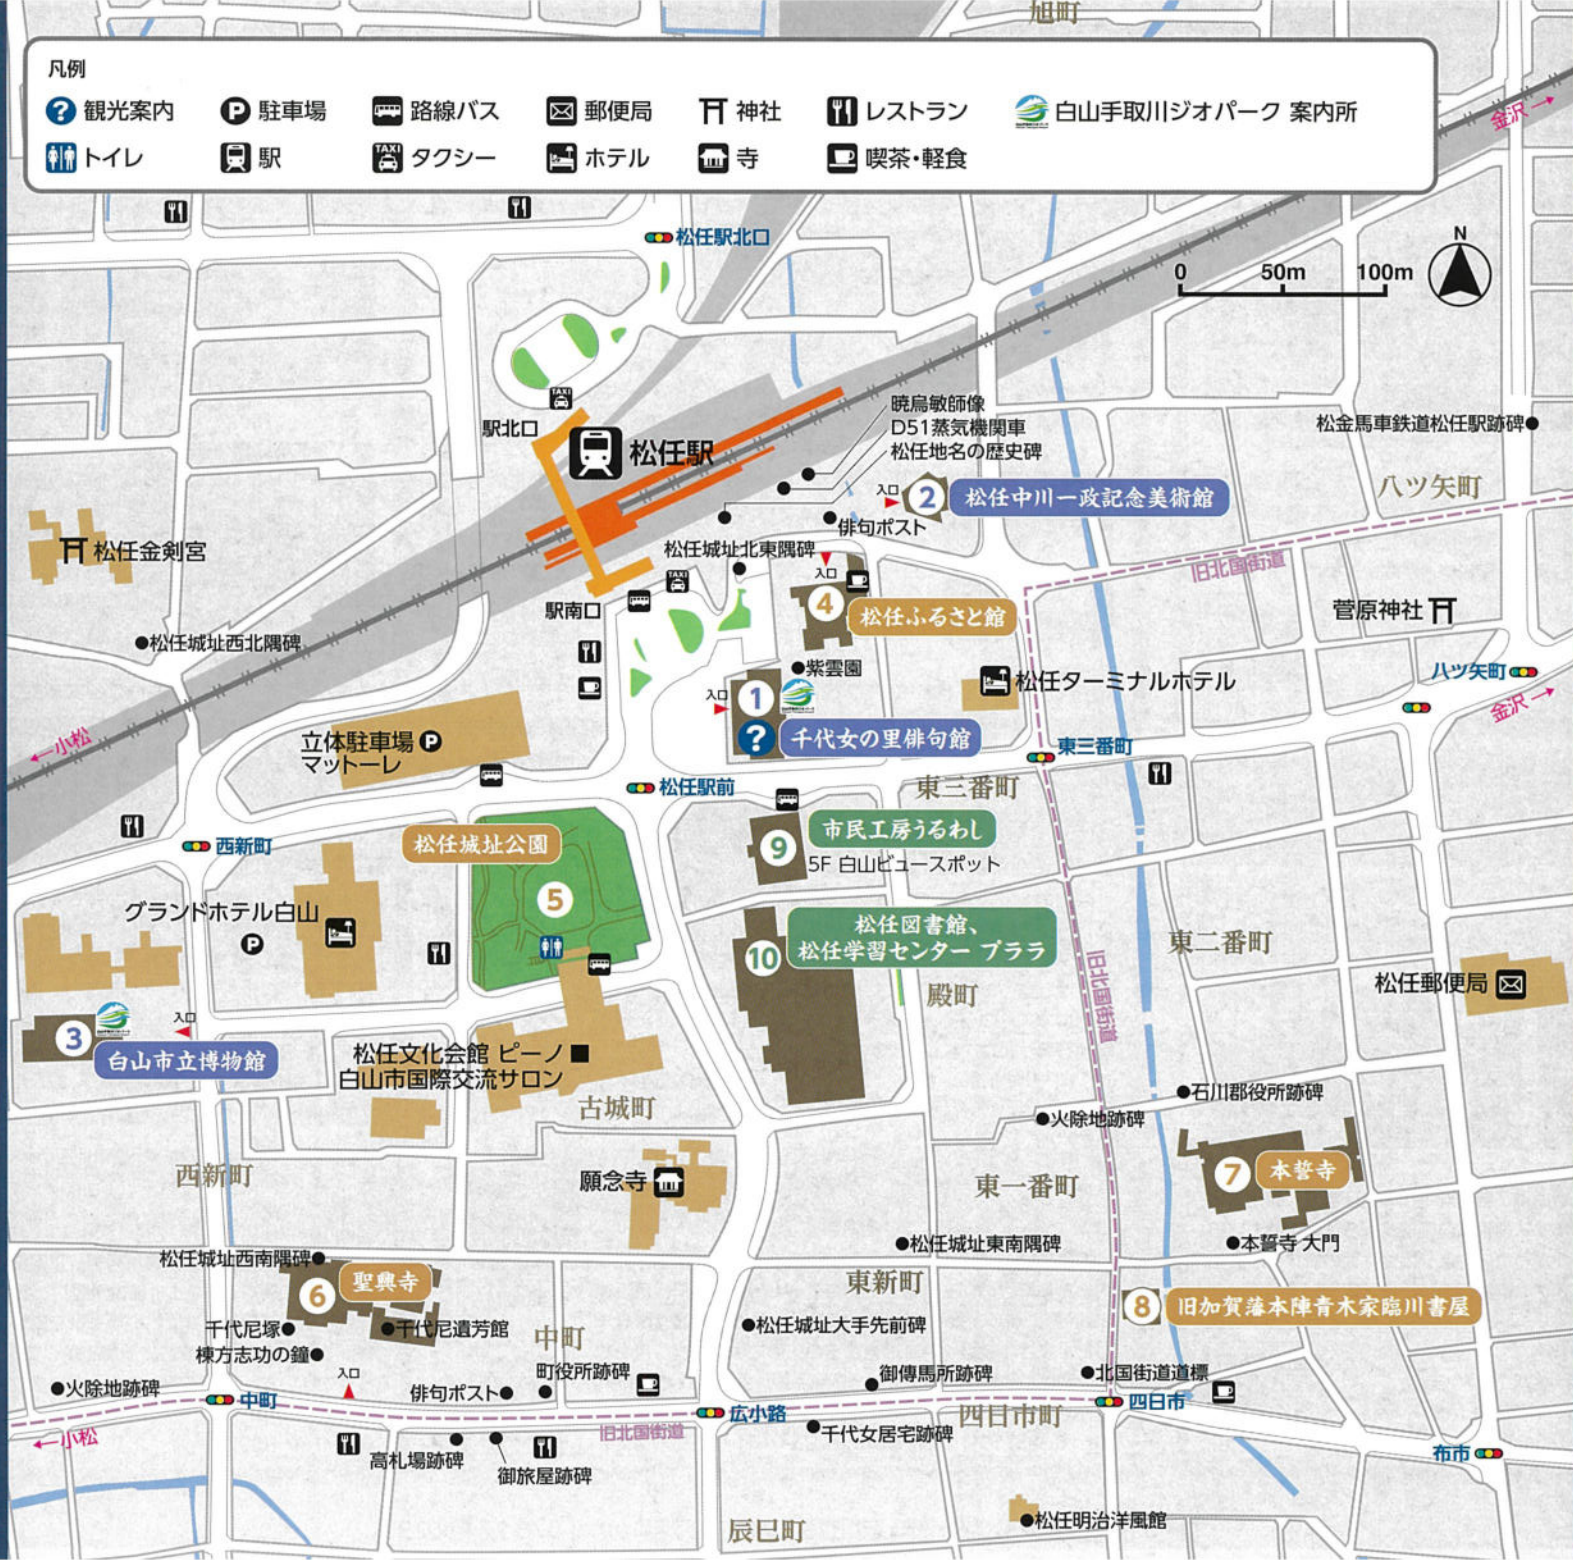 旭町
凡例
観光案内
P 駐車場
路線バス
郵便局
神社
レストラン
白山手取川ジオパーク 案内所
トイレ
駅
TAXI タクシー
ホテル
寺
喫茶・軽食
金沢→
松任駅北口
N
0 50m 100m
TAXI
駅北口
松任駅
暁烏敏師像
D51蒸気機関車
松任地名の歴史碑
松金馬車鉄道松任駅跡碑
八ツ矢町
入口
2 松任中川一政記念美術館
俳句ポスト
松任金剣宮
松任城址北東隅碑
旧北国街道
入口
TAXI
駅南口
4 松任ふるさと館
菅原神社
松任城址西北隅碑
紫雲園
松任ターミナルホテル
八ツ矢町
入口
1
金沢→
←小松
立体駐車場 P
マットーレ
? 千代女の里俳句館
東三番町
松任駅前
東三番町
西新町
松任城址公園
9 市民工房うるわし
5F 白山ビュースポット
5
グランドホテル白山
P
10 松任図書館、
松任学習センター プララ
東二番町
旧北国街道
殿町
松任郵便局
入口
3
白山市立博物館
松任文化会館 ピーノ
白山市国際交流サロン
古城町
石川郡役所跡碑
火除地跡碑
西新町
願念寺
東一番町
7 本誓寺
松任城址東南隅碑
本誓寺 大門
松任城址西南隅碑
6 聖興寺
東新町
8 旧加賀藩本陣青木家臨川書屋
千代尼塚
千代尼遺芳館
中町
松任城址大手先前碑
棟方志功の鐘
町役所跡碑
御傳馬所跡碑
北国街道道標
火除地跡碑
入口
俳句ポスト
中町
広小路
四日市町
四日市
←小松
旧北国街道
千代女居宅跡碑
高札場跡碑
御旅屋跡碑
布市
辰巳町
松任明治洋風館